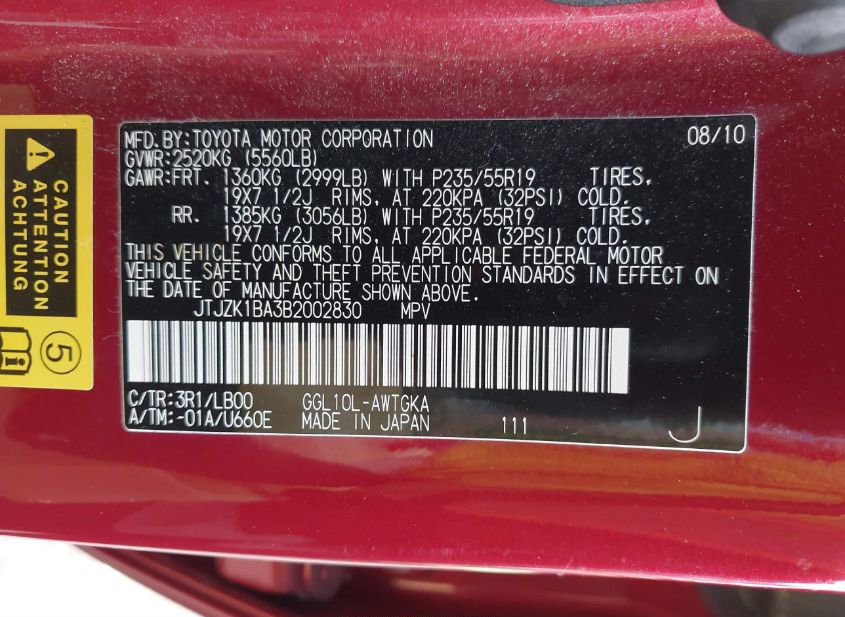 CAUTION
ATTENTION
ACHTUNG
5
MFD. BY: TOYOTA MOTOR CORPORATION 08/10
GVWR: 2520KG (5560LB)
GAWR: FRT. 1360KG (2999LB) WITH P235/55R19 TIRES,
19X7 1/2J RIMS, AT 220KPA (32PSI) COLD.
RR. 1385KG (3056LB) WITH P235/55R19 TIRES,
19X7 1/2J RIMS, AT 220KPA (32PSI) COLD.
THIS VEHICLE CONFORMS TO ALL APPLICABLE FEDERAL MOTOR
VEHICLE SAFETY AND THEFT PREVENTION STANDARDS IN EFFECT ON
THE DATE OF MANUFACTURE SHOWN ABOVE.
JTJZK1BA3B2002830 MPV
C/TR: 3R1/LB00 GGL10L-AWTGKA
A/TM: -01A/U660E MADE IN JAPAN 111 J